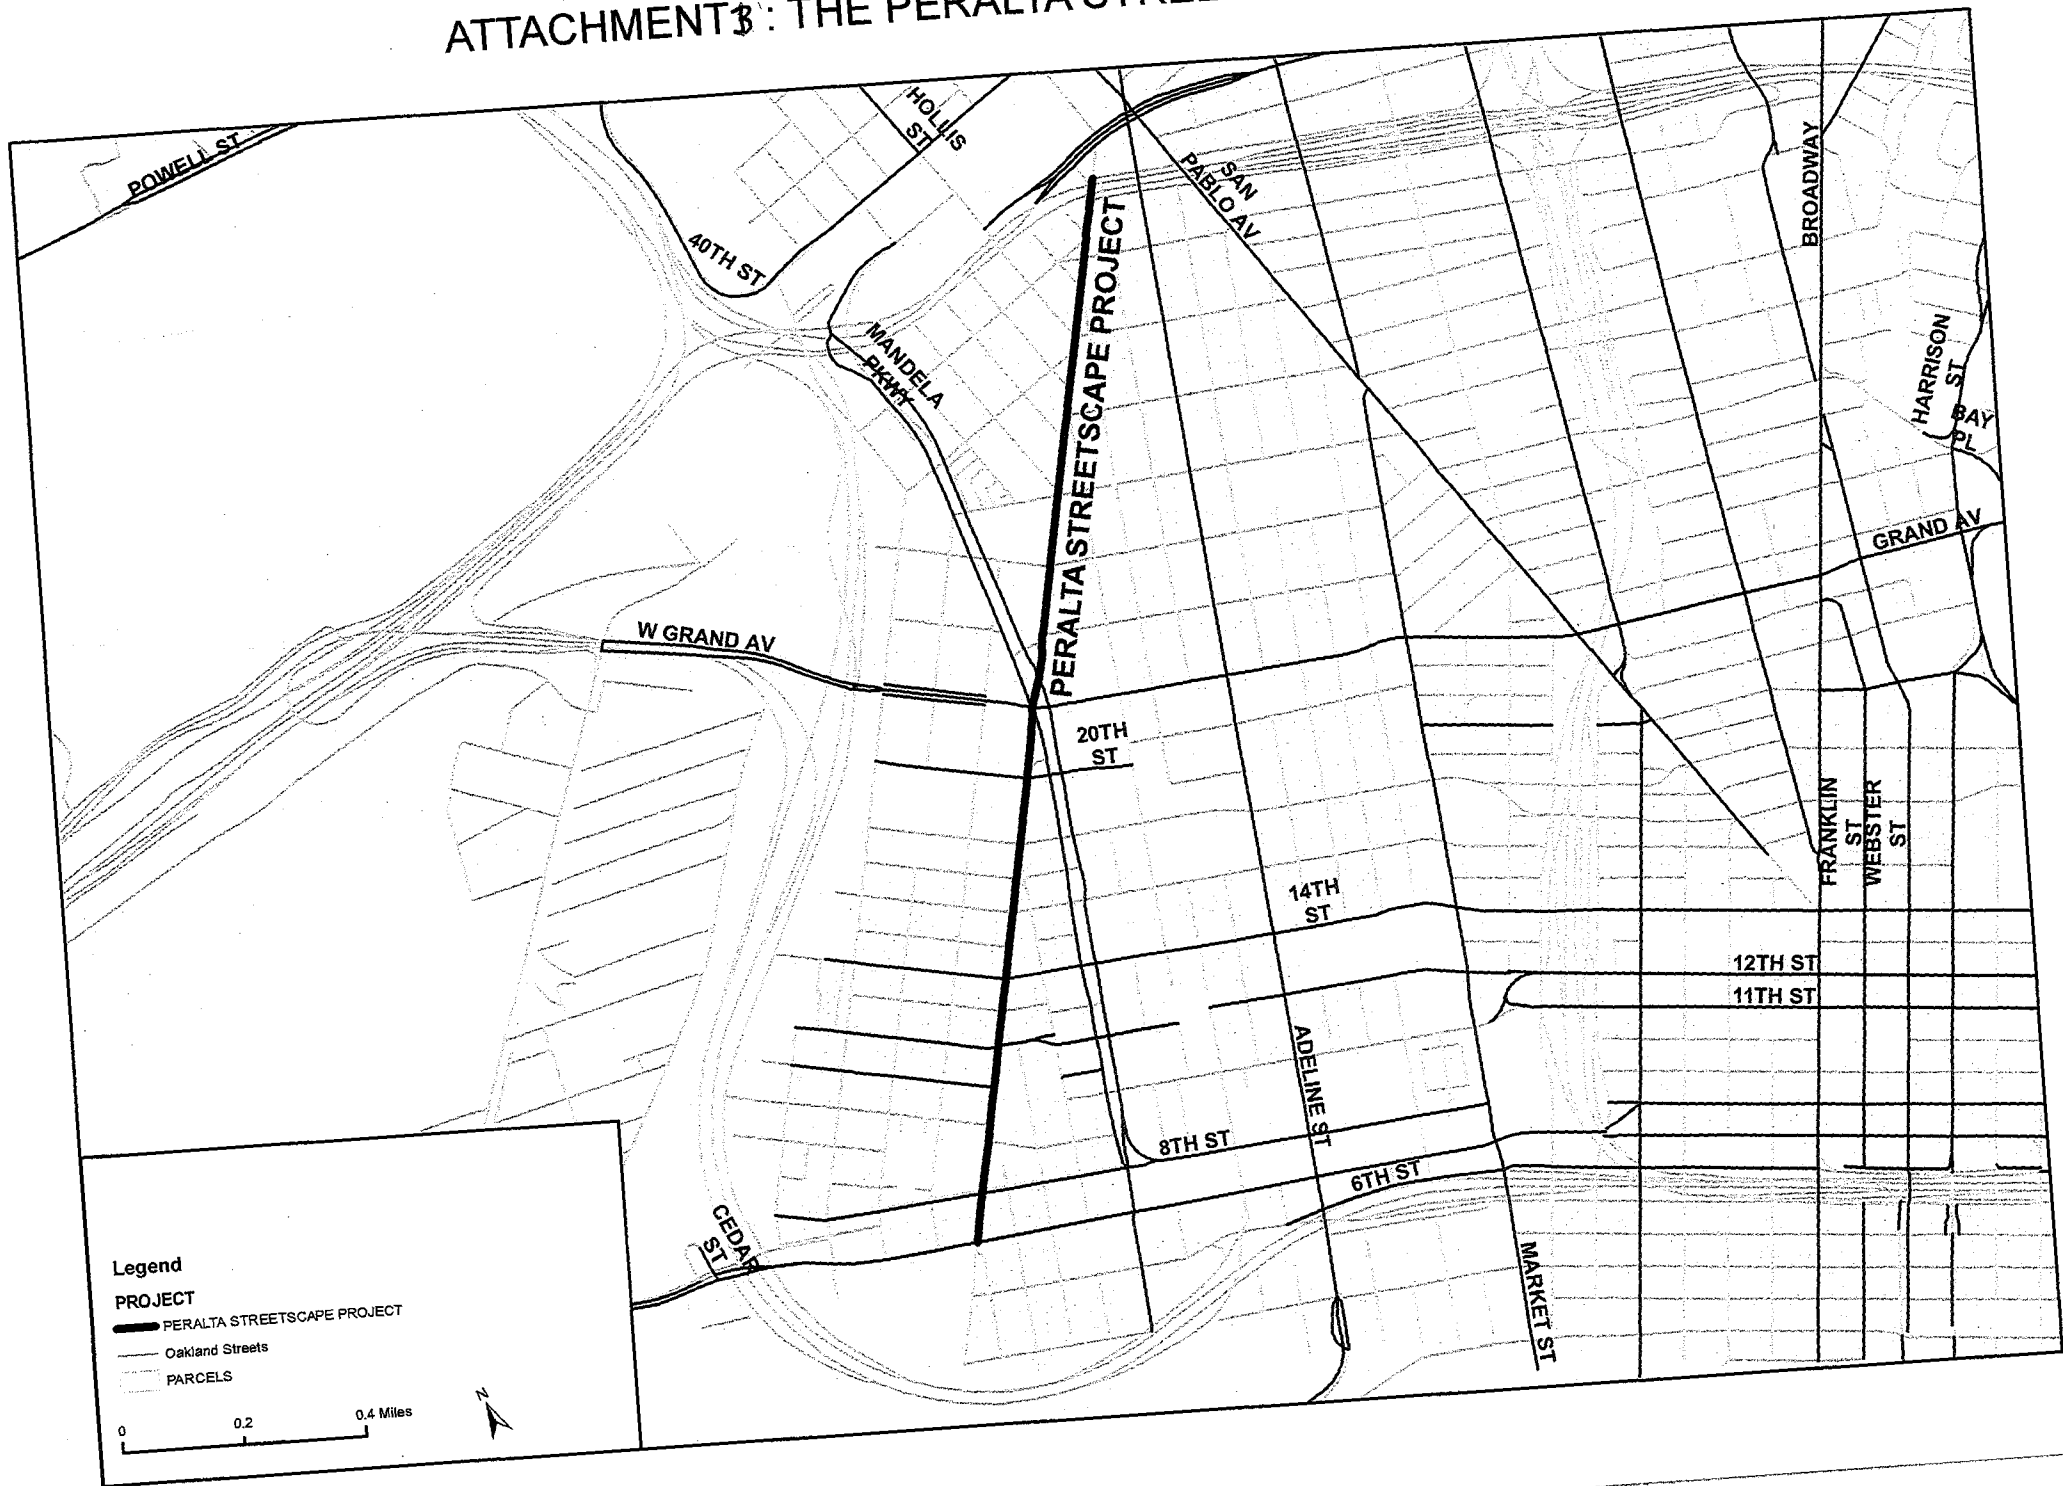 ATTACHMENT B : THE PERALTA STREE
POWELL ST
HOLLIS
ST
40TH ST
SAN
PABLO AV
BROADWAY
MANDELA
PKWY
PERALTA STREETSCAPE PROJECT
HARRISON
ST
BAY
PL
GRAND AV
W GRAND AV
20TH
ST
FRANKLIN
ST
WEBSTER
ST
14TH
ST
12TH ST
11TH ST
ADELINE ST
8TH ST
6TH ST
CEDAR
ST
MARKET ST
Legend
PROJECT
PERALTA STREETSCAPE PROJECT
Oakland Streets
PARCELS
0 0.2 0.4 Miles
N